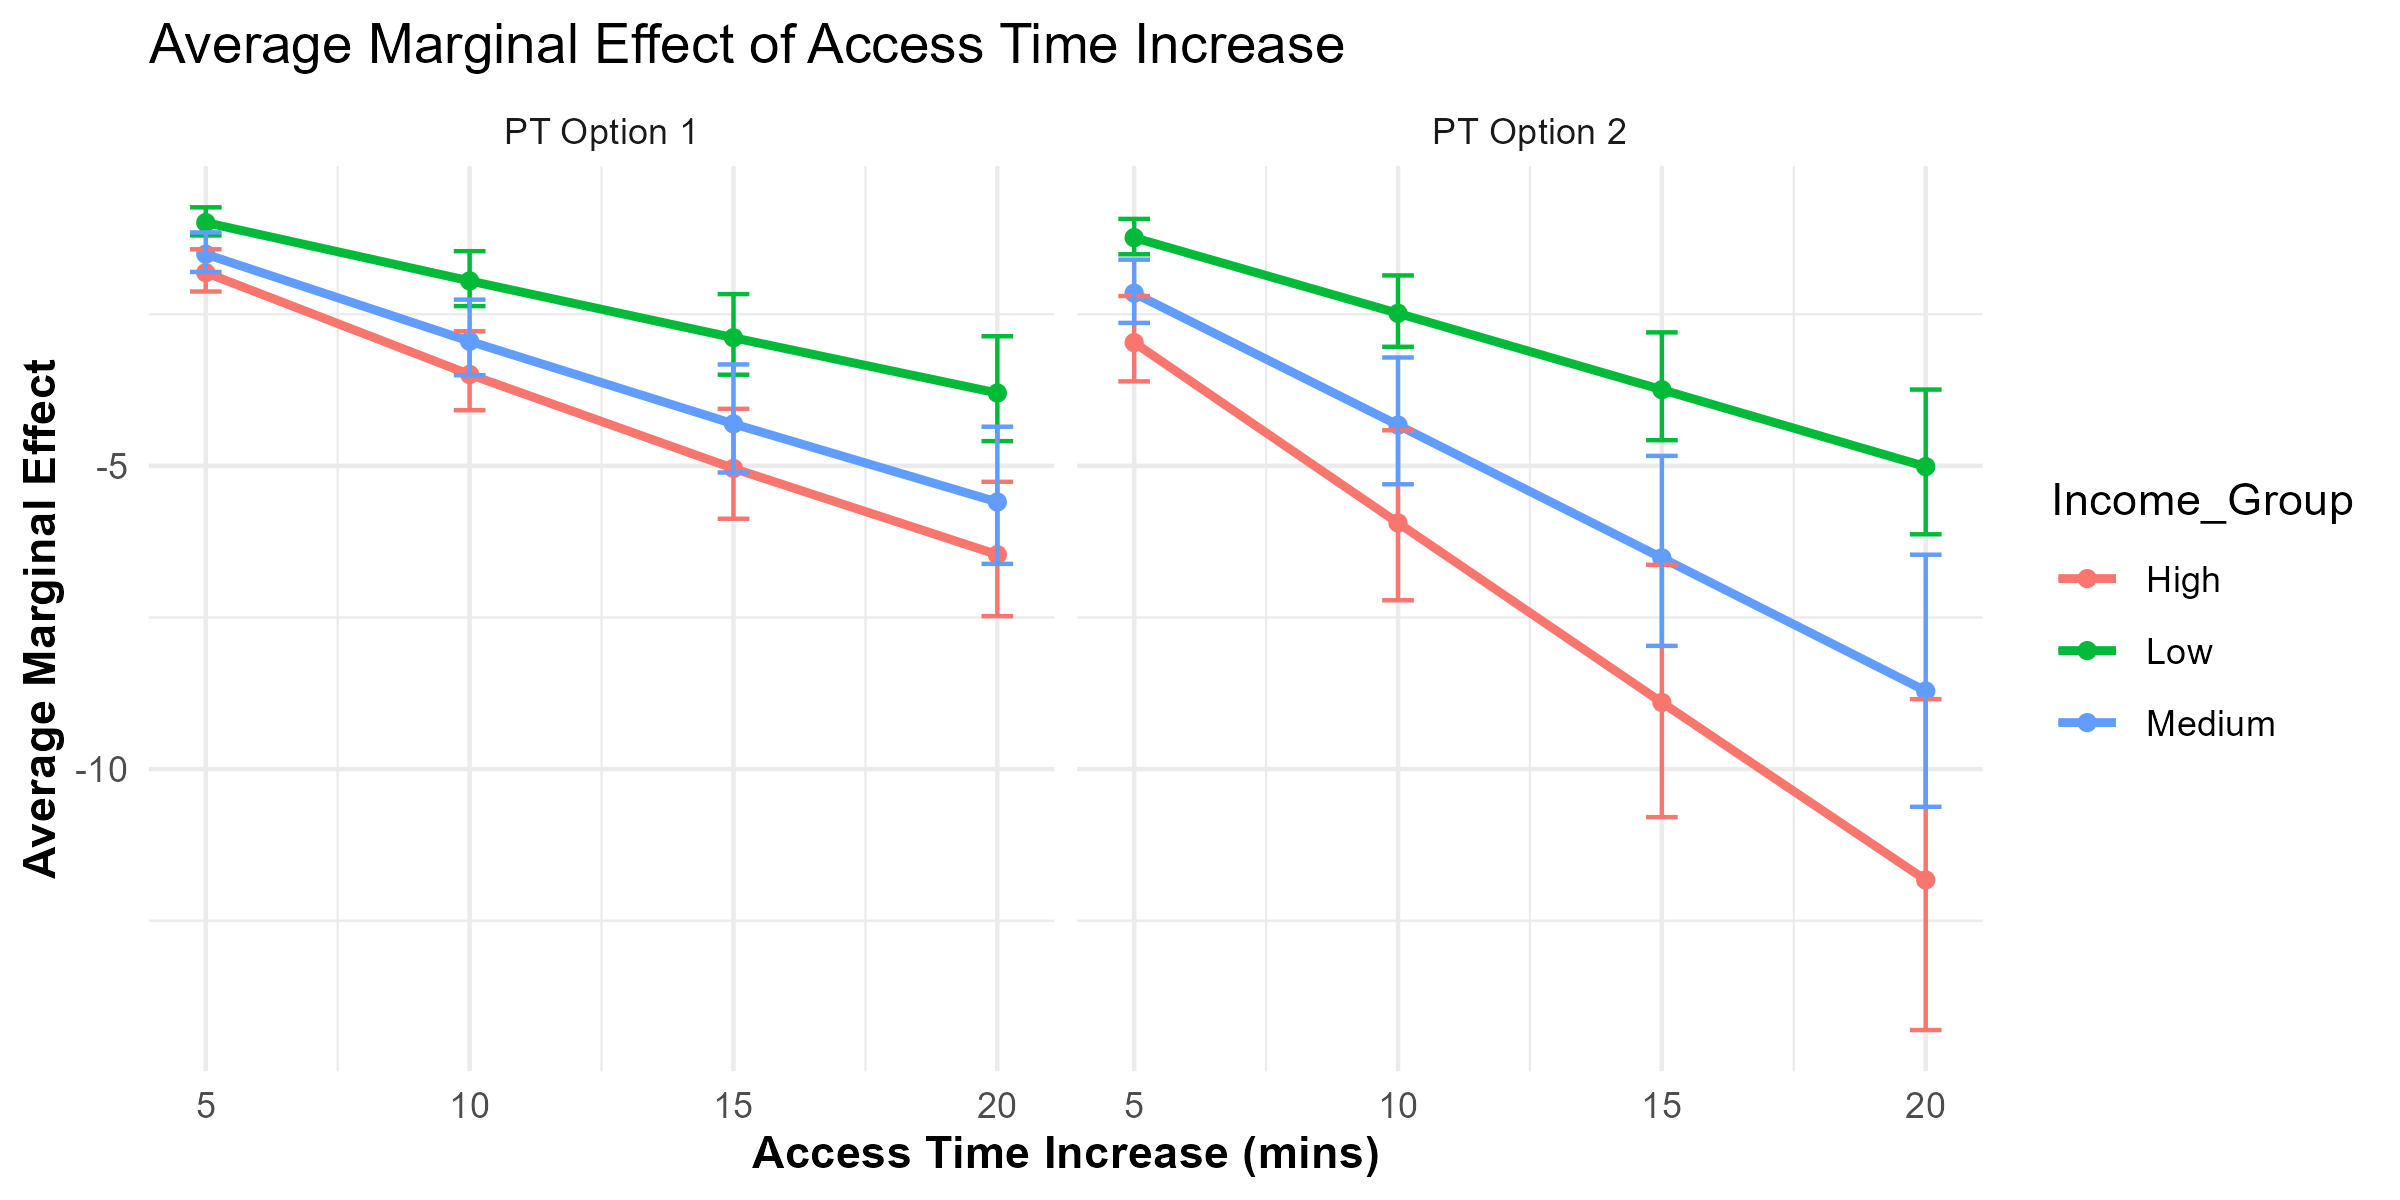 Average Marginal Effect of Access Time Increase
PT Option 1
PT Option 2
Average Marginal Effect
-5
-10
5
10
15
20
5
10
15
20
Access Time Increase (mins)
Income_Group
High
Low
Medium